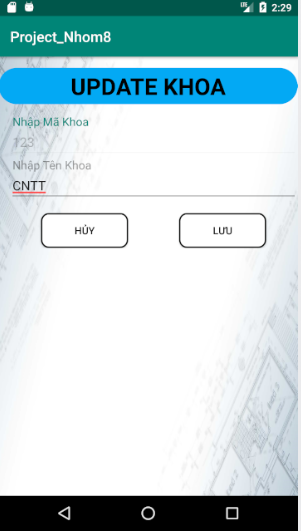 2:29
Project_Nhom8
UPDATE KHOA
Nhập Mã Khoa
123
Nhập Tên Khoa
CNTT
HỦY
LƯU